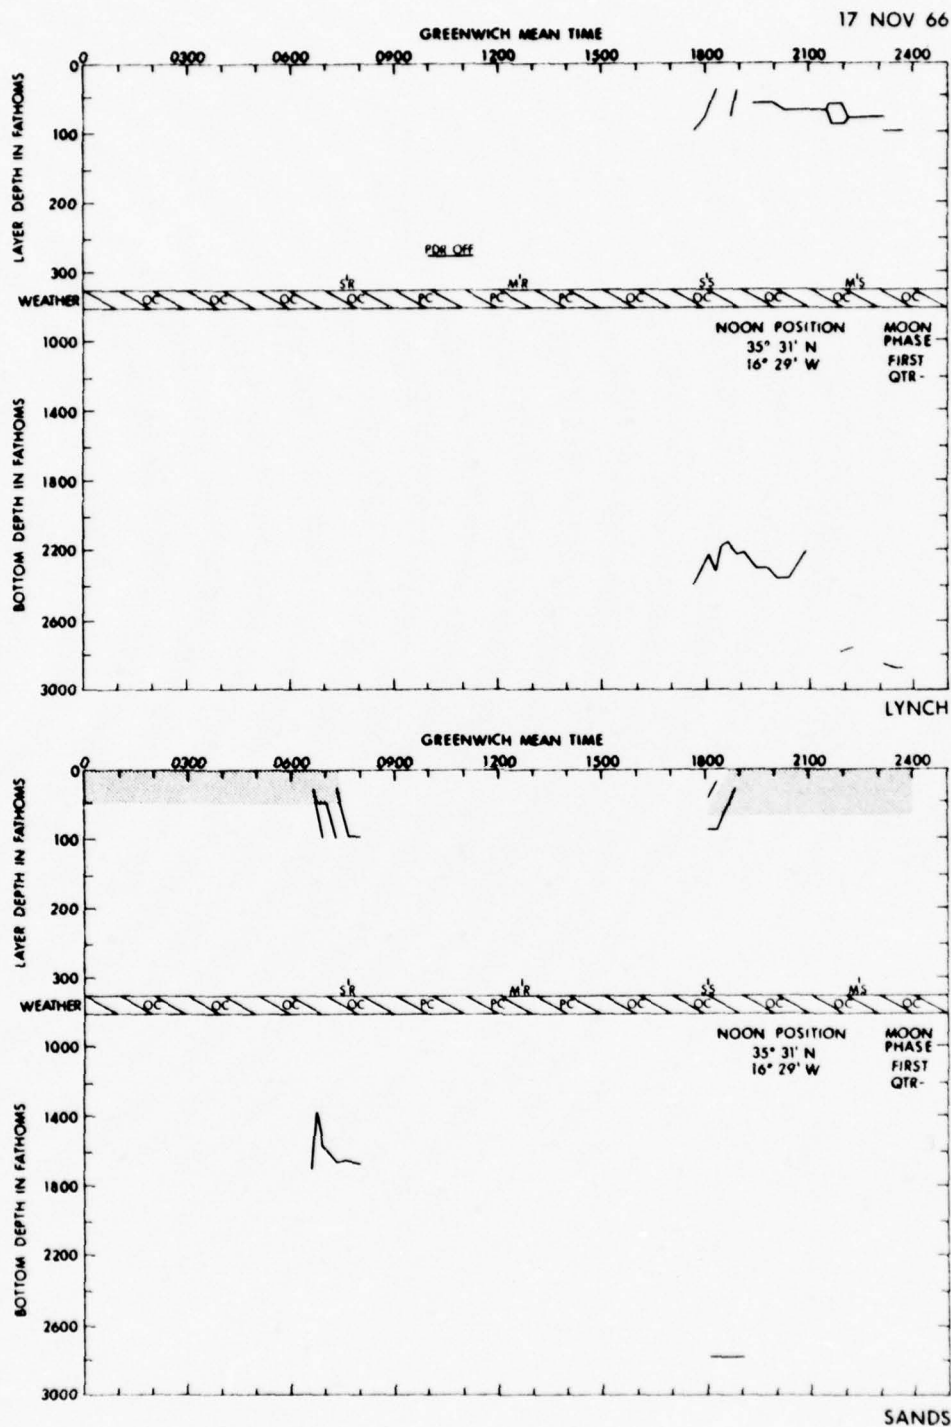 17 NOV 66
GREENWICH MEAN TIME
0 0300 0600 0900 1200 1500 1800 2100 2400
LAYER DEPTH IN FATHOMS
0
100
200
300
PDR Off
SR MR SS MS
WEATHER OC OC OC OC PC PC PC OC OC OC OC OC
NOON POSITION
35° 31' N
16° 29' W
MOON
PHASE
FIRST
QTR-
BOTTOM DEPTH IN FATHOMS
1000
1400
1800
2200
2600
3000
LYNCH
GREENWICH MEAN TIME
0 0300 0600 0900 1200 1500 1800 2100 2400
LAYER DEPTH IN FATHOMS
0
100
200
300
SR MR SS MS
WEATHER OC OC OC OC PC PC PC OC OC OC OC OC
NOON POSITION
35° 31' N
16° 29' W
MOON
PHASE
FIRST
QTR-
BOTTOM DEPTH IN FATHOMS
1000
1400
1800
2200
2600
3000
SANDS